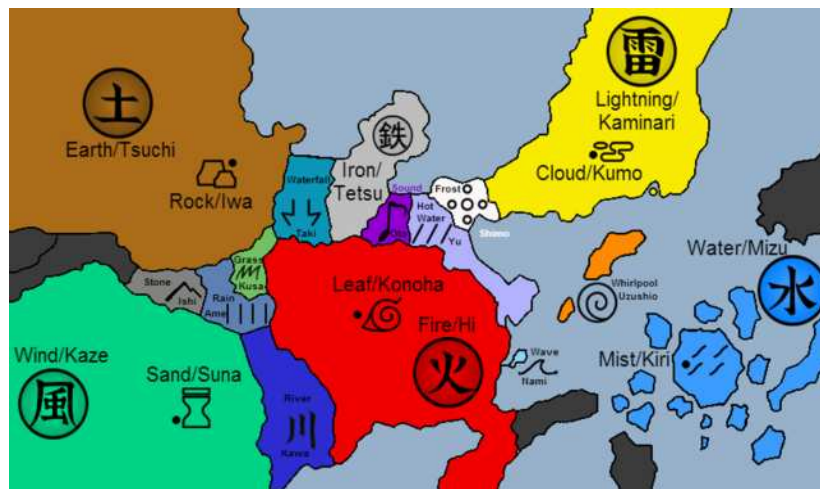 土
Earth/Tsuchi
Rock/Iwa
Waterfall
Taki
Iron/
Tetsu
鉄
雷
Lightning/
Kaminari
Cloud/Kumo
Sound
Oto
Frost
Shimo
Hot
Water
Yu
Grass
Kusa
Stone
Ishi
Rain
Ame
Leaf/Konoha
Fire/Hi
火
Whirlpool
Uzushio
Water/Mizu
水
Mist/Kiri
Wave
Nami
Wind/Kaze
風
Sand/Suna
River
川
Kawa